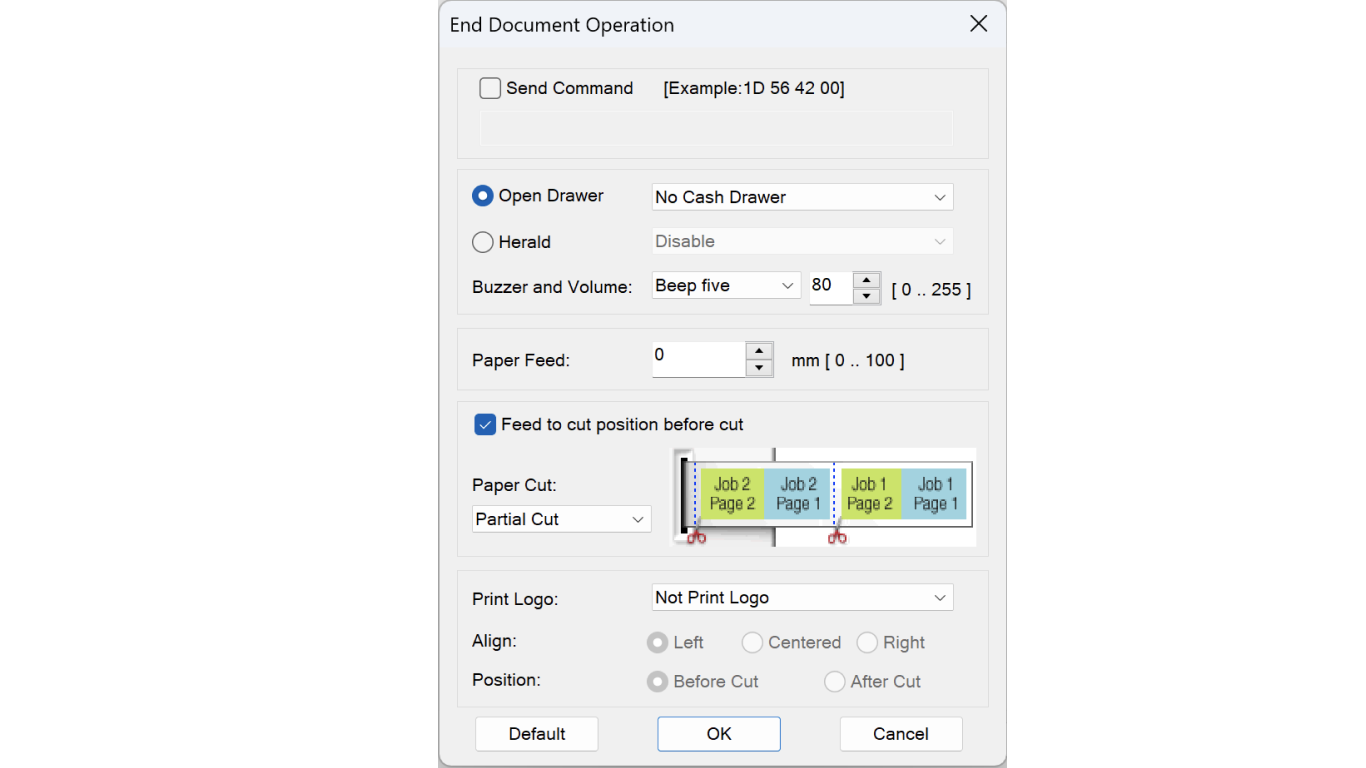 End Document Operation
Send Command [Example:1D 56 42 00]
Open Drawer No Cash Drawer
Herald Disable
Buzzer and Volume: Beep five 80 [ 0 .. 255 ]
Paper Feed: 0 mm [ 0 .. 100 ]
Feed to cut position before cut
Paper Cut:
Partial Cut
Job 2 Job 2 Job 1 Job 1
Page 2 Page 1 Page 2 Page 1
Print Logo: Not Print Logo
Align: Left Centered Right
Position: Before Cut After Cut
Default OK Cancel